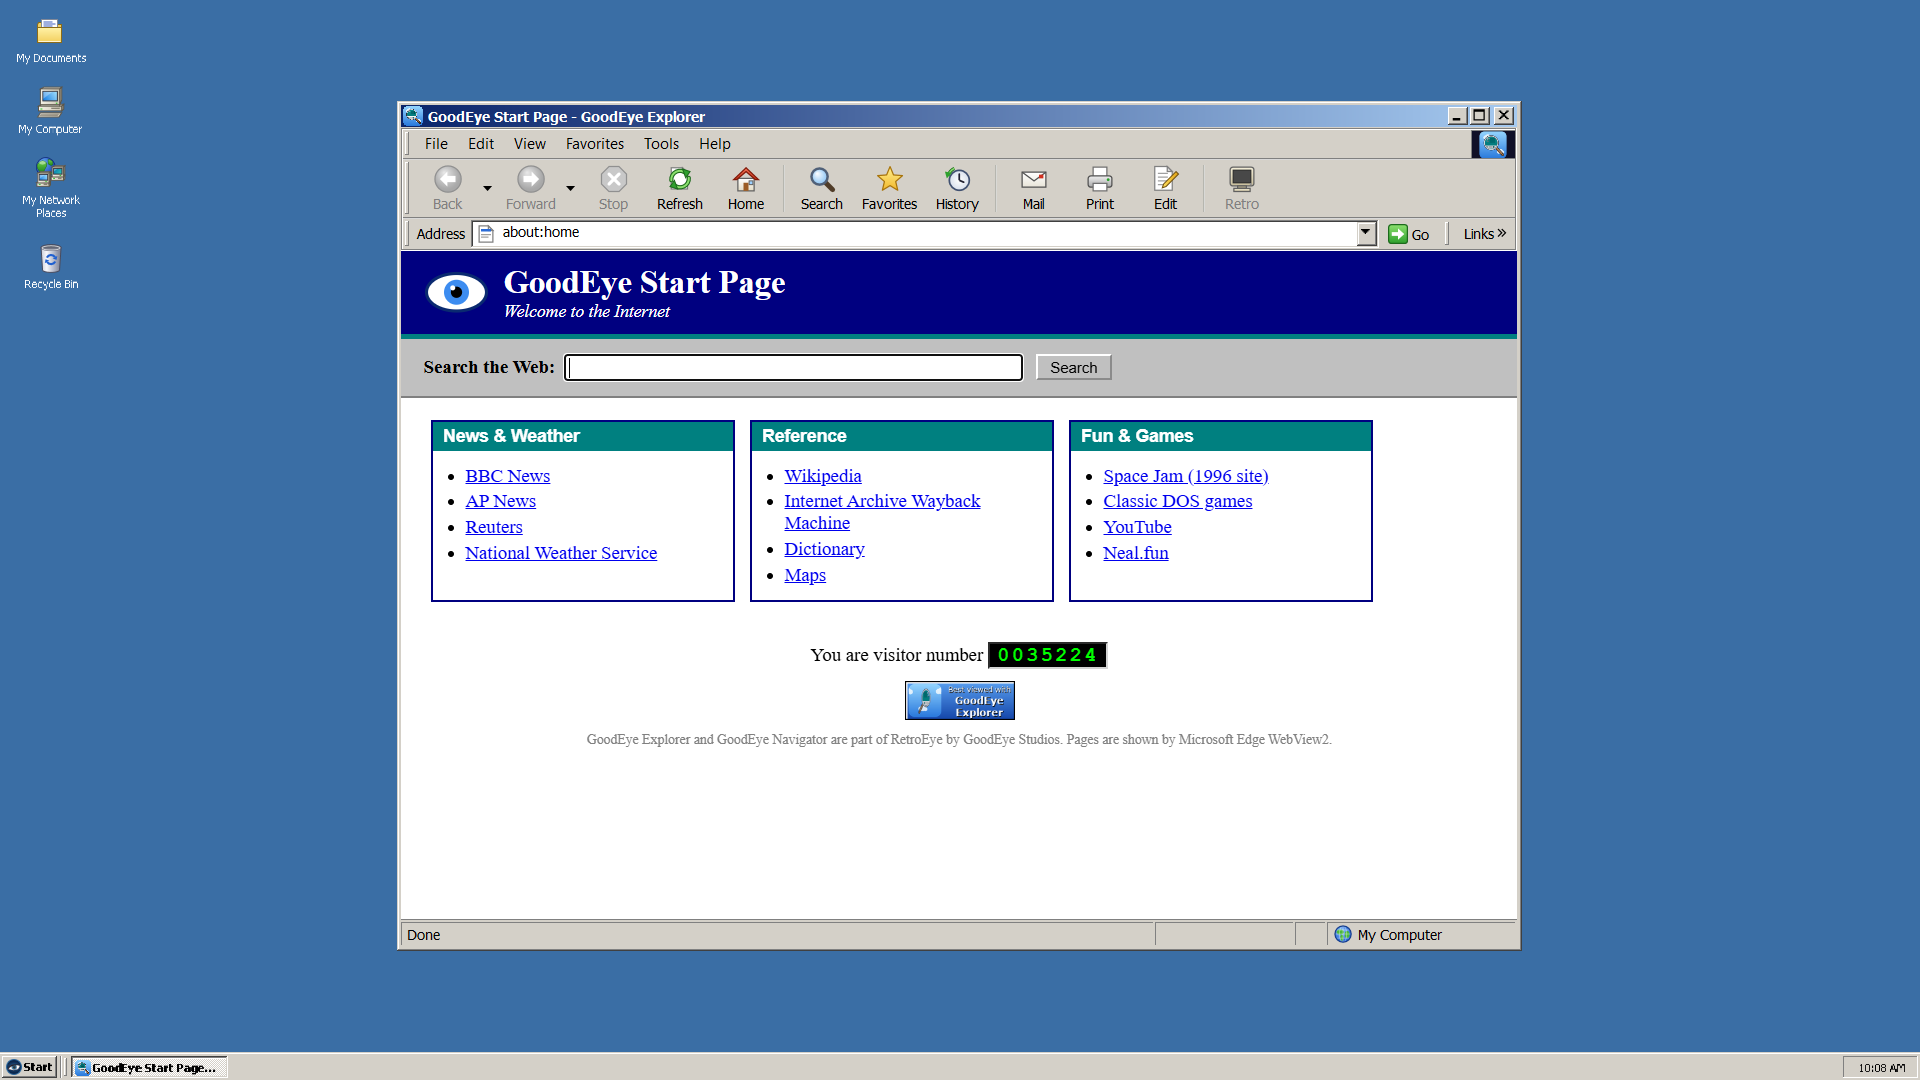 My Documents
My Computer
My Network
Places
Recycle Bin
GoodEye Start Page - GoodEye Explorer
File Edit View Favorites Tools Help
Back Forward Stop Refresh Home Search Favorites History Mail Print Edit Retro
Address about:home Go Links »
GoodEye Start Page
Welcome to the Internet
Search the Web: Search
News & Weather
BBC News
AP News
Reuters
National Weather Service
Reference
Wikipedia
Internet Archive Wayback
Machine
Dictionary
Maps
Fun & Games
Space Jam (1996 site)
Classic DOS games
YouTube
Neal.fun
You are visitor number 0035224
Best viewed with
GoodEye
Explorer
GoodEye Explorer and GoodEye Navigator are part of RetroEye by GoodEye Studios. Pages are shown by Microsoft Edge WebView2.
Done My Computer
Start GoodEye Start Page... 10:08 AM